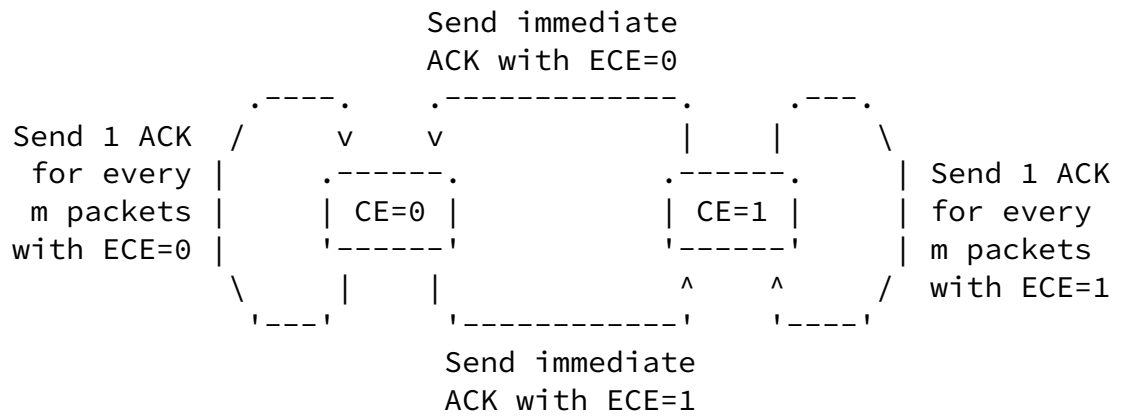 Send immediate
ACK with ECE=0
Send 1 ACK
for every
m packets
with ECE=0
CE=0
CE=1
Send 1 ACK
for every
m packets
with ECE=1
Send immediate
ACK with ECE=1